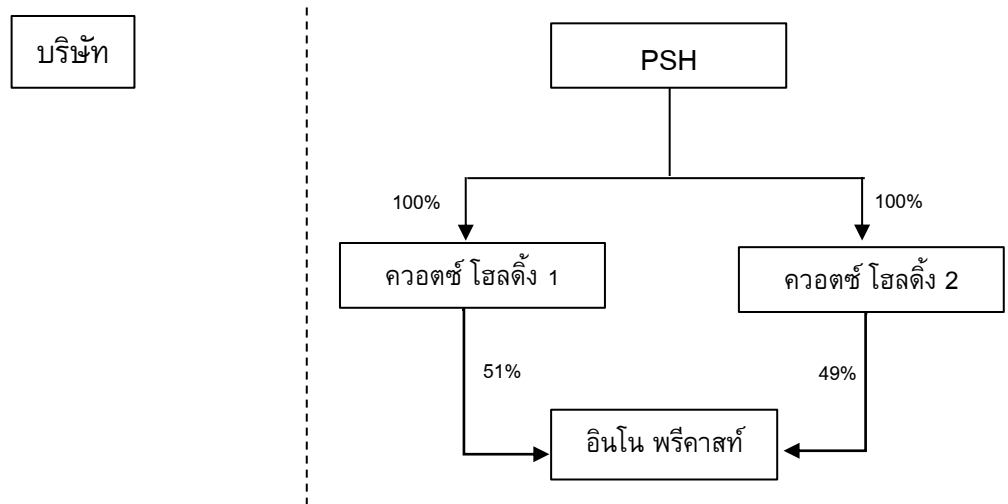 บริษัท
PSH
100%
100%
ควอตซ์ โฮลดิ้ง 1
ควอตซ์ โฮลดิ้ง 2
51%
49%
อินโน พรีคาสท์